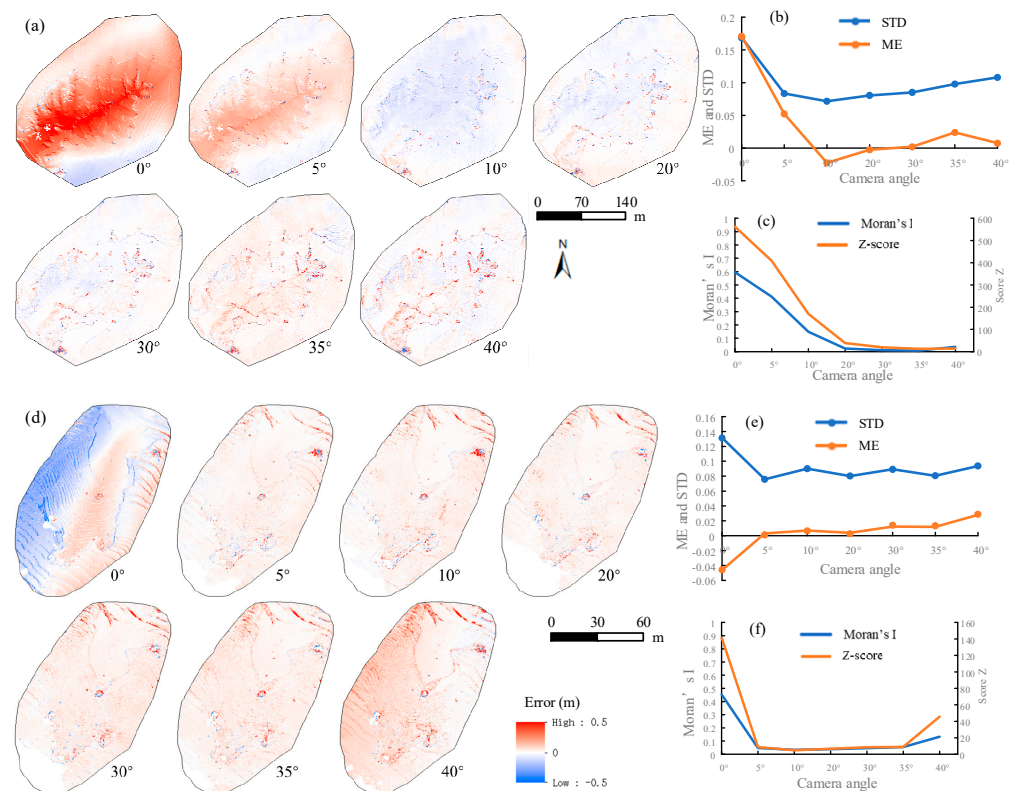 (a)
0°
5°
10°
20°
30°
35°
40°
0 70 140
m
N
(b)
STD
ME
ME and STD
0.2
0.15
0.1
0.05
0
-0.05
0° 5° 10° 20° 30° 35° 40°
Camera angle
(c)
Moran's I
Z-score
Moran's I
1
0.9
0.8
0.7
0.6
0.5
0.4
0.3
0.2
0.1
0
600
500
400
300
200
100
0
Score Z
0° 5° 10° 20° 30° 35° 40°
Camera angle
(d)
0°
5°
10°
20°
30°
35°
40°
0 30 60
m
Error (m)
High : 0.5
0
Low : -0.5
(e)
STD
ME
ME and STD
0.16
0.14
0.12
0.1
0.08
0.06
0.04
0.02
0
-0.02
-0.04
-0.06
0° 5° 10° 20° 30° 35° 40°
Camera angle
(f)
Moran's I
Z-score
Moran's I
1
0.9
0.8
0.7
0.6
0.5
0.4
0.3
0.2
0.1
0
160
140
120
100
80
60
40
20
0
Score Z
0° 5° 10° 20° 30° 35° 40°
Camera angle